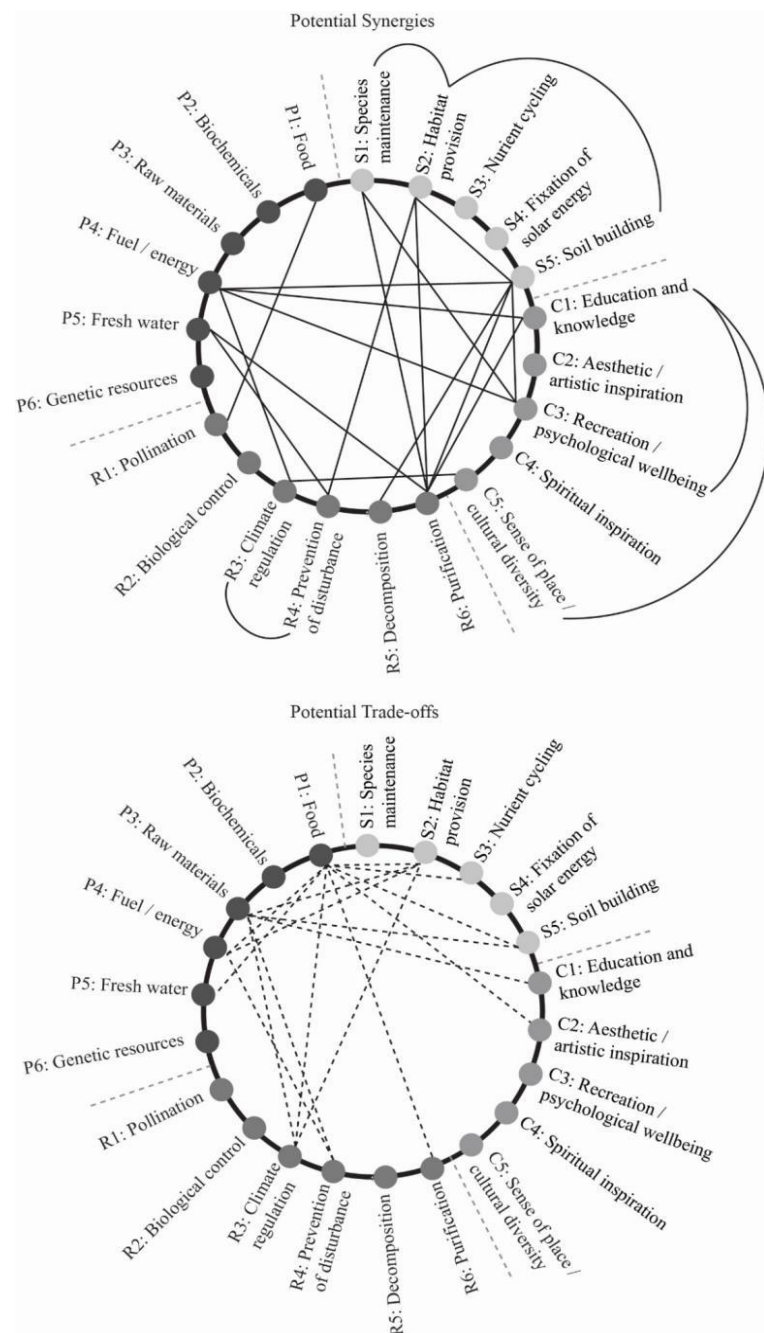 Potential Synergies
P1: Food
P2: Biochemicals
P3: Raw materials
P4: Fuel / energy
P5: Fresh water
P6: Genetic resources
R1: Pollination
R2: Biological control
R3: Climate
regulation
R4: Prevention
of disturbance
R5: Decomposition
R6: Purification
C5: Sense of place /
cultural diversity
C4: Spiritual inspiration
C3: Recreation /
psychological wellbeing
C2: Aesthetic /
artistic inspiration
C1: Education and
knowledge
S5: Soil building
S4: Fixation of
solar energy
S3: Nurient cycling
S2: Habitat
provision
S1: Species
maintenance
Potential Trade-offs
P1: Food
P2: Biochemicals
P3: Raw materials
P4: Fuel / energy
P5: Fresh water
P6: Genetic resources
R1: Pollination
R2: Biological control
R3: Climate
regulation
R4: Prevention
of disturbance
R5: Decomposition
R6: Purification
C5: Sense of place /
cultural diversity
C4: Spiritual inspiration
C3: Recreation /
psychological wellbeing
C2: Aesthetic /
artistic inspiration
C1: Education and
knowledge
S5: Soil building
S4: Fixation of
solar energy
S3: Nurient cycling
S2: Habitat
provision
S1: Species
maintenance